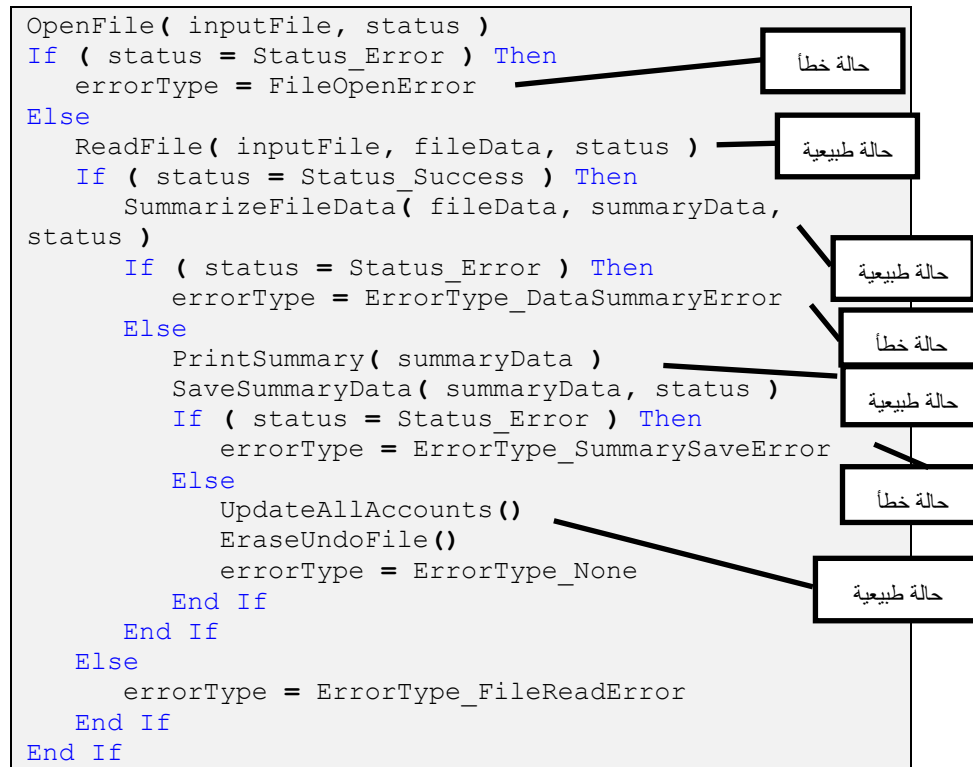 OpenFile( inputFile, status )
If ( status = Status_Error ) Then
حالة خطأ
errorType = FileOpenError
Else
ReadFile( inputFile, fileData, status )
حالة طبيعية
If ( status = Status_Success ) Then
SummarizeFileData( fileData, summaryData,
status )
حالة طبيعية
If ( status = Status_Error ) Then
errorType = ErrorType_DataSummaryError
Else
حالة خطأ
PrintSummary( summaryData )
SaveSummaryData( summaryData, status )
حالة طبيعية
If ( status = Status_Error ) Then
errorType = ErrorType_SummarySaveError
Else
حالة خطأ
UpdateAllAccounts()
EraseUndoFile()
errorType = ErrorType_None
حالة طبيعية
End If
End If
Else
errorType = ErrorType_FileReadError
End If
End If